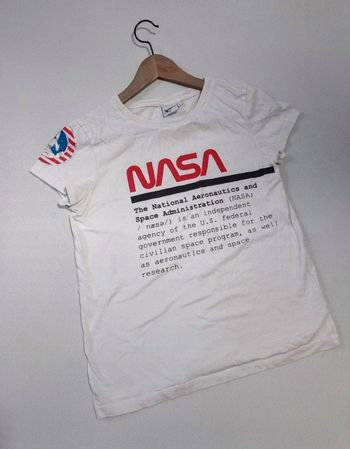 NASA
The National Aeronautics and
Space Administration (NASA,
/ næsə/) is an independent
agency of the U.S. federal
government responsible for the
civilian space program, as well
as aeronautics and space
research.